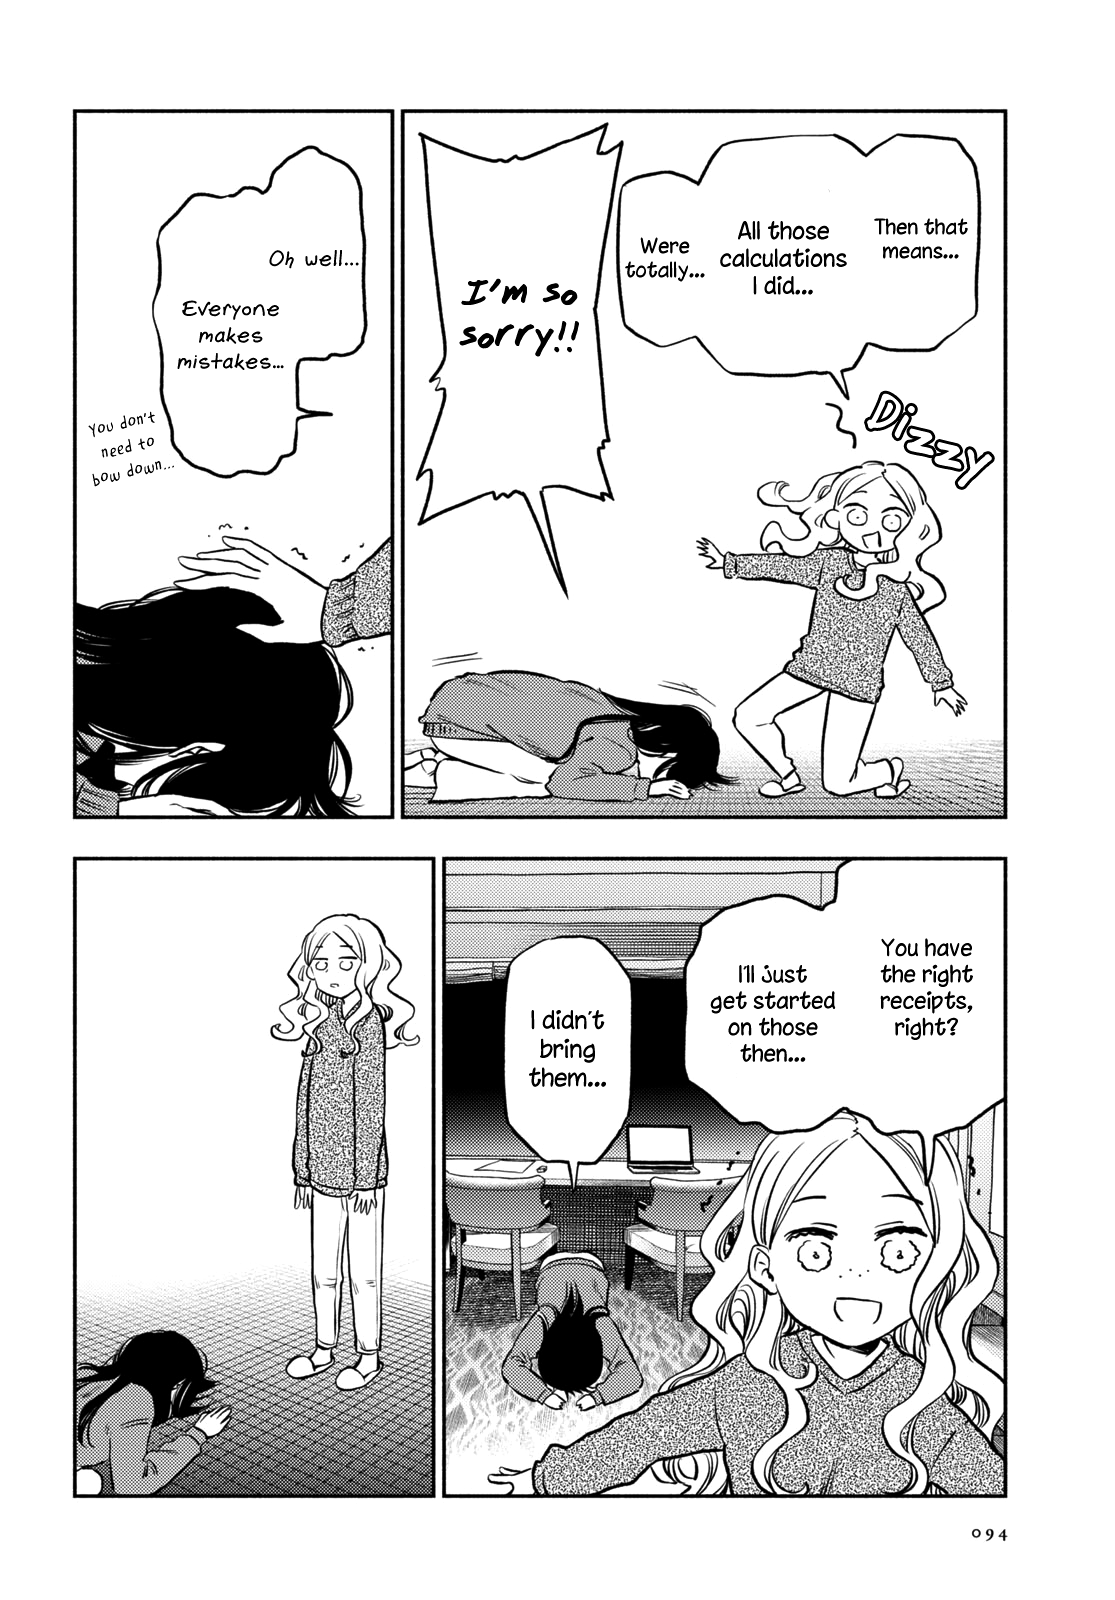 Then that
means...
All those
calculations
I did...
Were
totally...
Dizzy
I'm so
sorry!!
Oh well...
Everyone
makes
mistakes...
You don't
need to
bow down...
You have
the right
receipts,
right?
I'll just
get started
on those
then...
I didn't
bring
them...
094